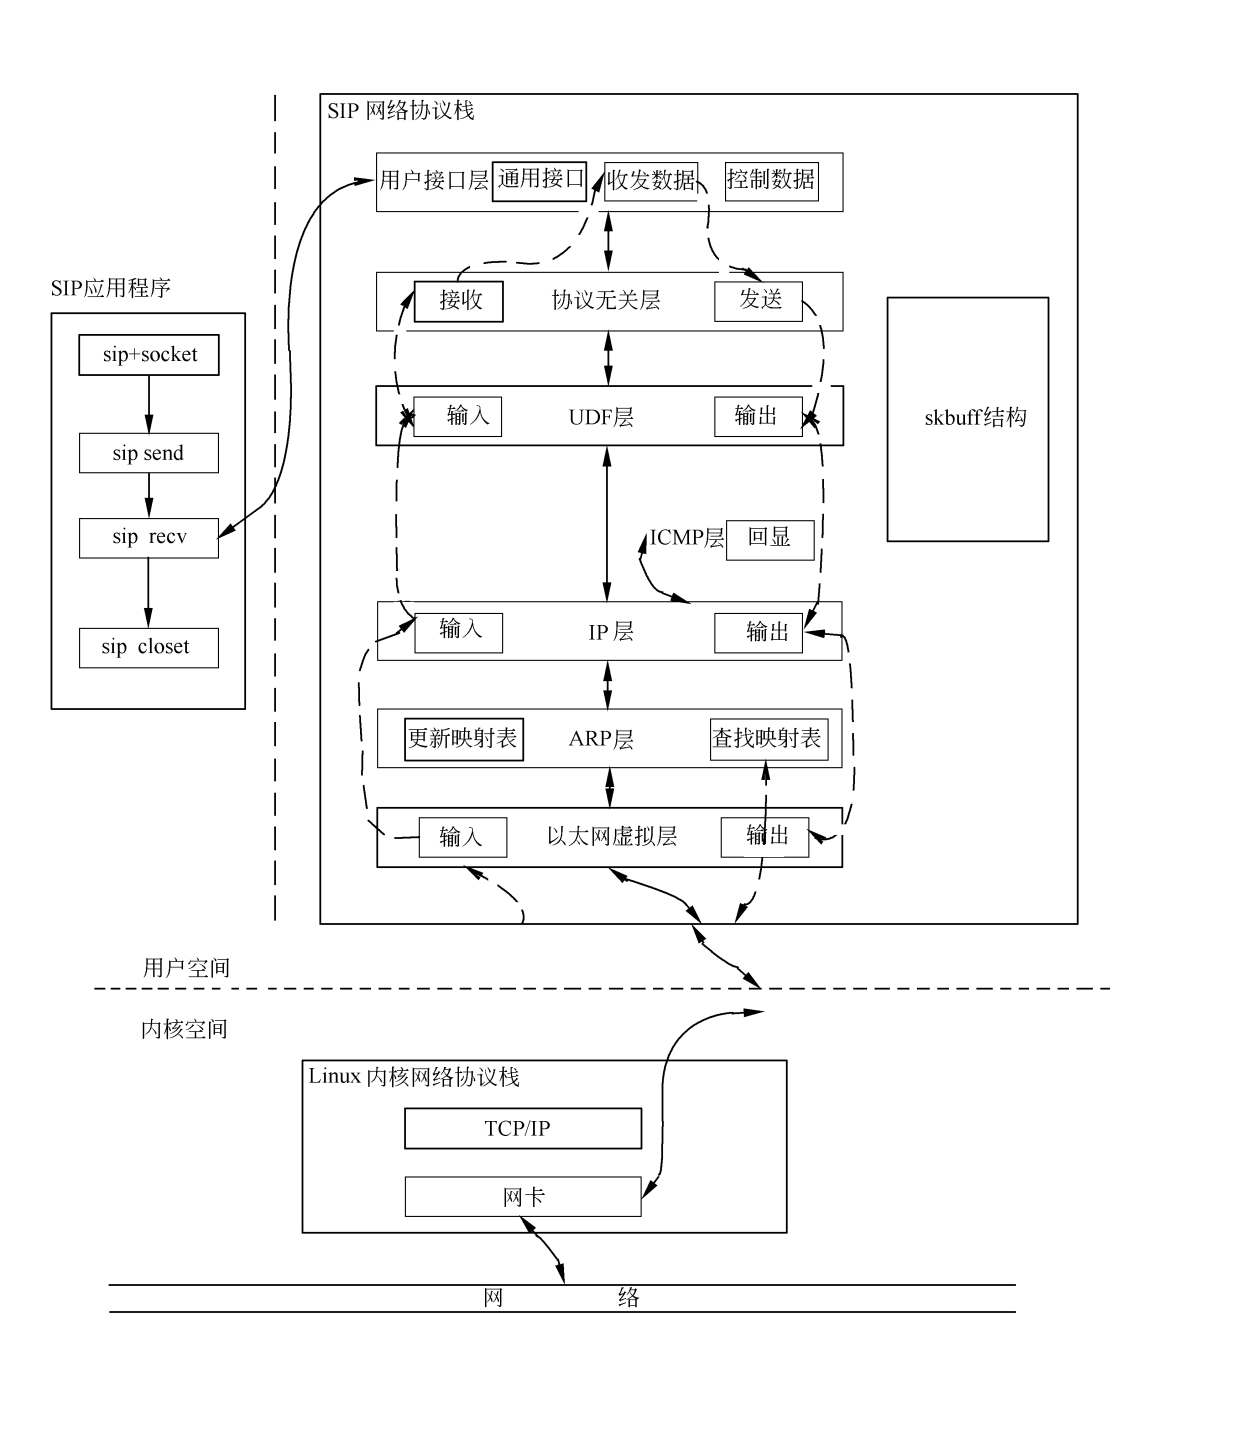 SIP 网络协议栈
用户接口层 通用接口 收发数据 控制数据
SIP应用程序
接收 协议无关层 发送
sip+socket
输入 UDF层 输出
skbuff结构
sip send
sip recv
ICMP层 回显
输入 IP 层 输出
sip closet
更新映射表 ARP层 查找映射表
输入 以太网虚拟层 输出
用户空间
内核空间
Linux 内核网络协议栈
TCP/IP
网卡
网 络